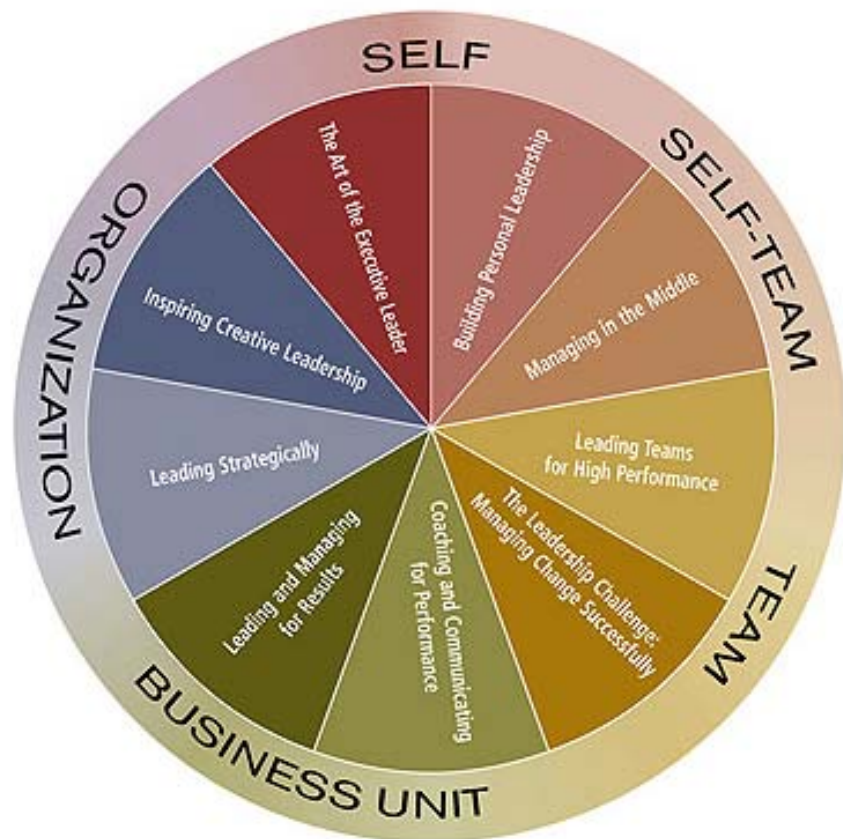 SELF
SELF-TEAM
TEAM
BUSINESS UNIT
ORGANIZATION
Building Personal Leadership
Managing in the Middle
Leading Teams
for High Performance
The Leadership Challenge:
Managing Change Successfully
Coaching and Communicating
for Performance
Leading and Managing
for Results
Leading Strategically
Inspiring Creative Leadership
The Art of the Executive Leader